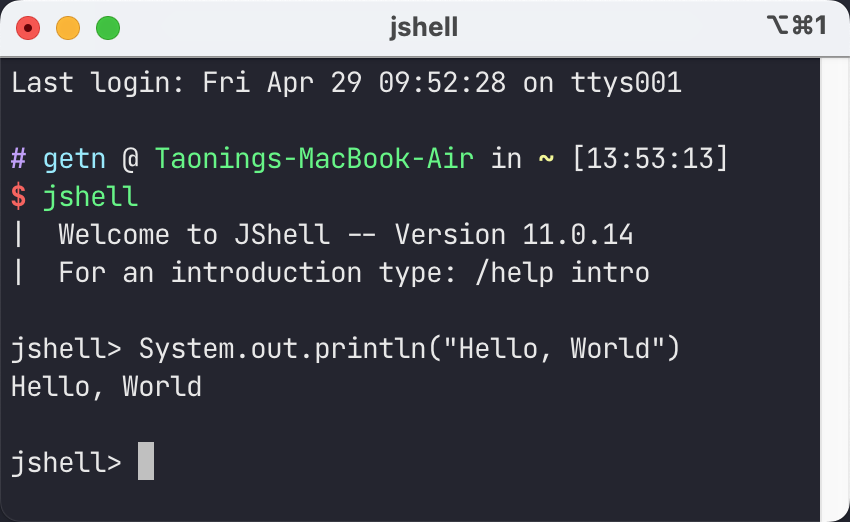 jshell
⌥⌘1
Last login: Fri Apr 29 09:52:28 on ttys001
# getn @ Taonings-MacBook-Air in ~ [13:53:13]
$ jshell
|  Welcome to JShell -- Version 11.0.14
|  For an introduction type: /help intro
jshell> System.out.println("Hello, World")
Hello, World
jshell>